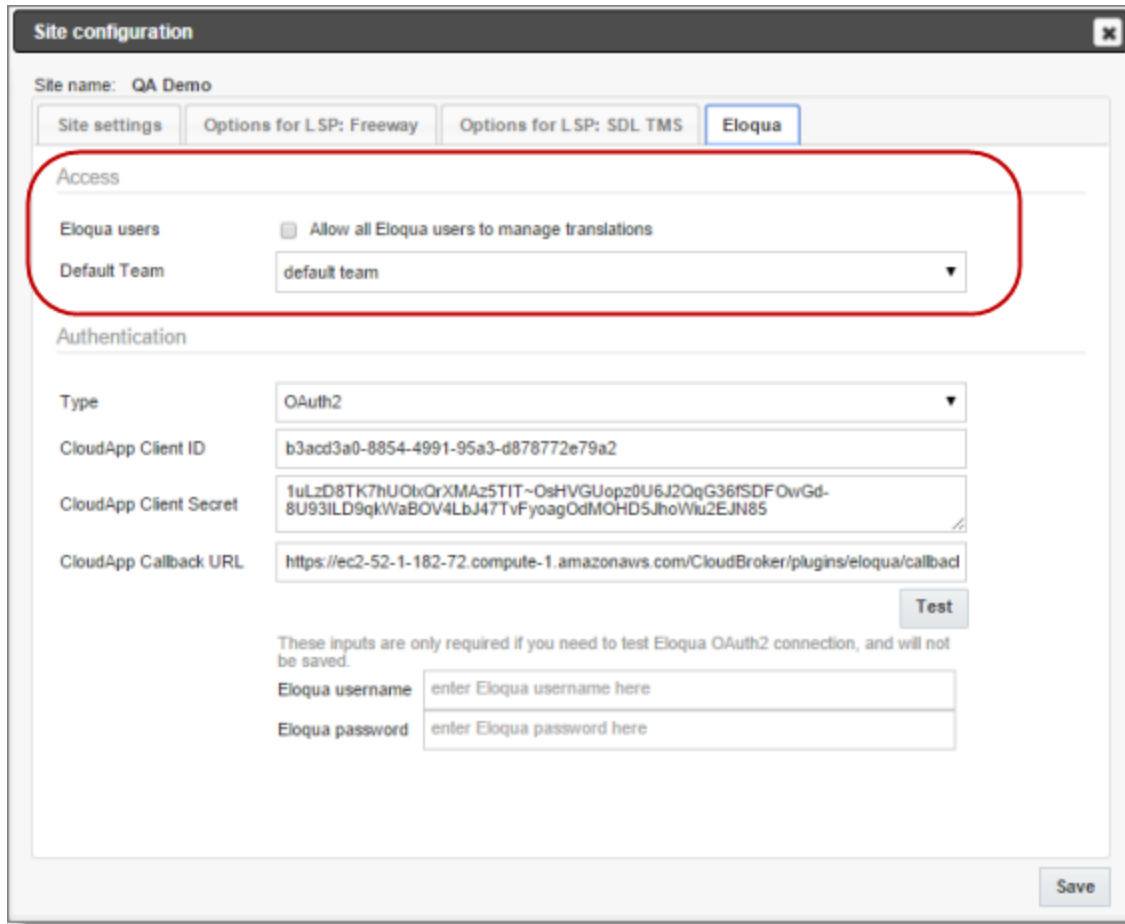 Site configuration
Site name: QA Demo
Site settings
Options for LSP: Freeway
Options for LSP: SDL TMS
Eloqua
Access
Eloqua users
Allow all Eloqua users to manage translations
Default Team
default team
Authentication
Type
OAuth2
CloudApp Client ID
b3acd3a0-8854-4991-95a3-d878772e79a2
CloudApp Client Secret
1uLzD8TK7hUOlxQrXMAz5TIT~OsHVGUopz0U6J2QqG36fSDFOwGd-
8U93ILD9qkWaBOV4LbJ47TvFyoagOdMOHD5JhoWiu2EJN85
CloudApp Callback URL
https://ec2-52-1-182-72.compute-1.amazonaws.com/CloudBroker/plugins/eloqua/callbac
Test
These inputs are only required if you need to test Eloqua OAuth2 connection, and will not
be saved.
Eloqua username
enter Eloqua username here
Eloqua password
enter Eloqua password here
Save